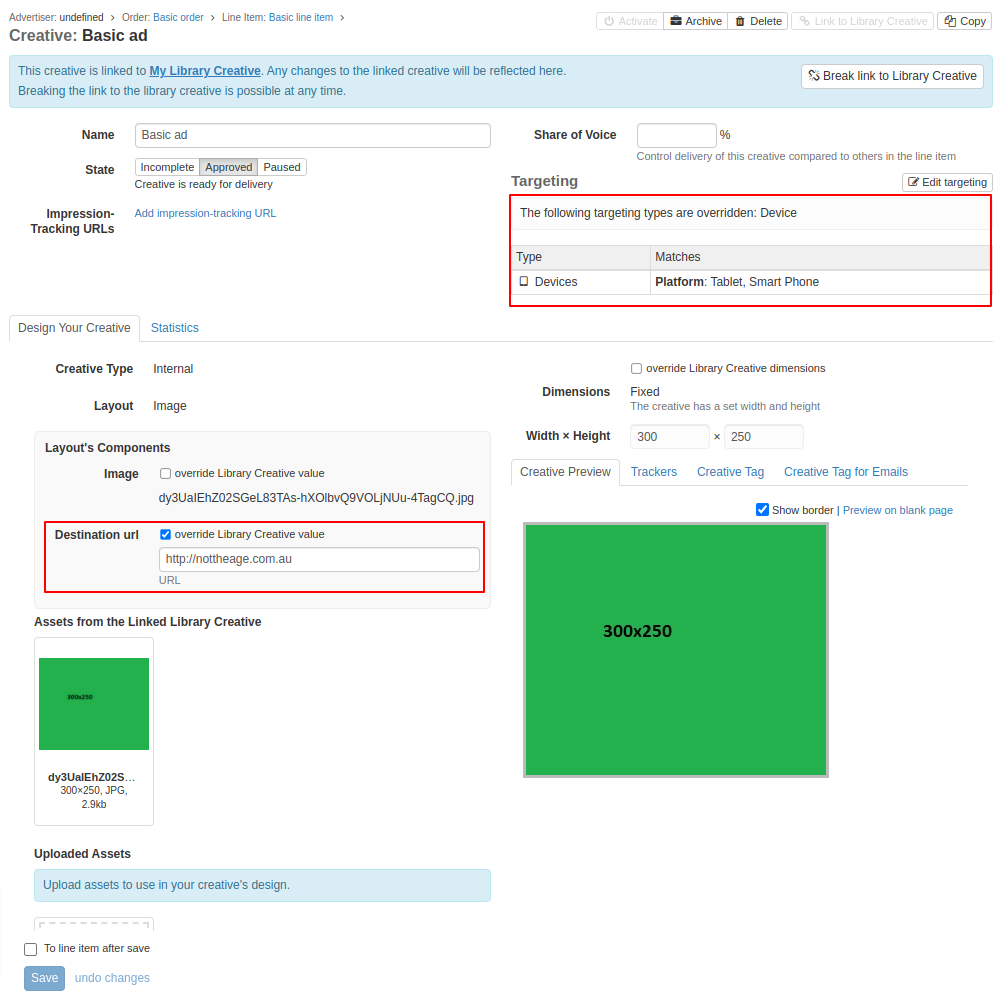 Advertiser: undefined › Order: Basic order › Line Item: Basic line item ›
Activate Archive Delete Link to Library Creative Copy
Creative: Basic ad
This creative is linked to My Library Creative. Any changes to the linked creative will be reflected here.
Breaking the link to the library creative is possible at any time.
Break link to Library Creative
Name Basic ad
State Incomplete Approved Paused
Creative is ready for delivery
Impression-
Tracking URLs
Add impression-tracking URL
Share of Voice %
Control delivery of this creative compared to others in the line item
Targeting Edit targeting
The following targeting types are overridden: Device
Type Matches
Devices Platform: Tablet, Smart Phone
Design Your Creative Statistics
Creative Type Internal
Layout Image
Layout's Components
Image override Library Creative value
dy3UaIEhZ02SGeL83TAs-hXOlbvQ9VOLjNUu-4TagCQ.jpg
Destination url override Library Creative value
http://nottheage.com.au
URL
Assets from the Linked Library Creative
300x250
dy3UaIEhZ02S…
300×250, JPG,
2.9kb
Uploaded Assets
Upload assets to use in your creative's design.
override Library Creative dimensions
Dimensions Fixed
The creative has a set width and height
Width × Height 300 × 250
Creative Preview Trackers Creative Tag Creative Tag for Emails
Show border | Preview on blank page
300x250
To line item after save
Save undo changes